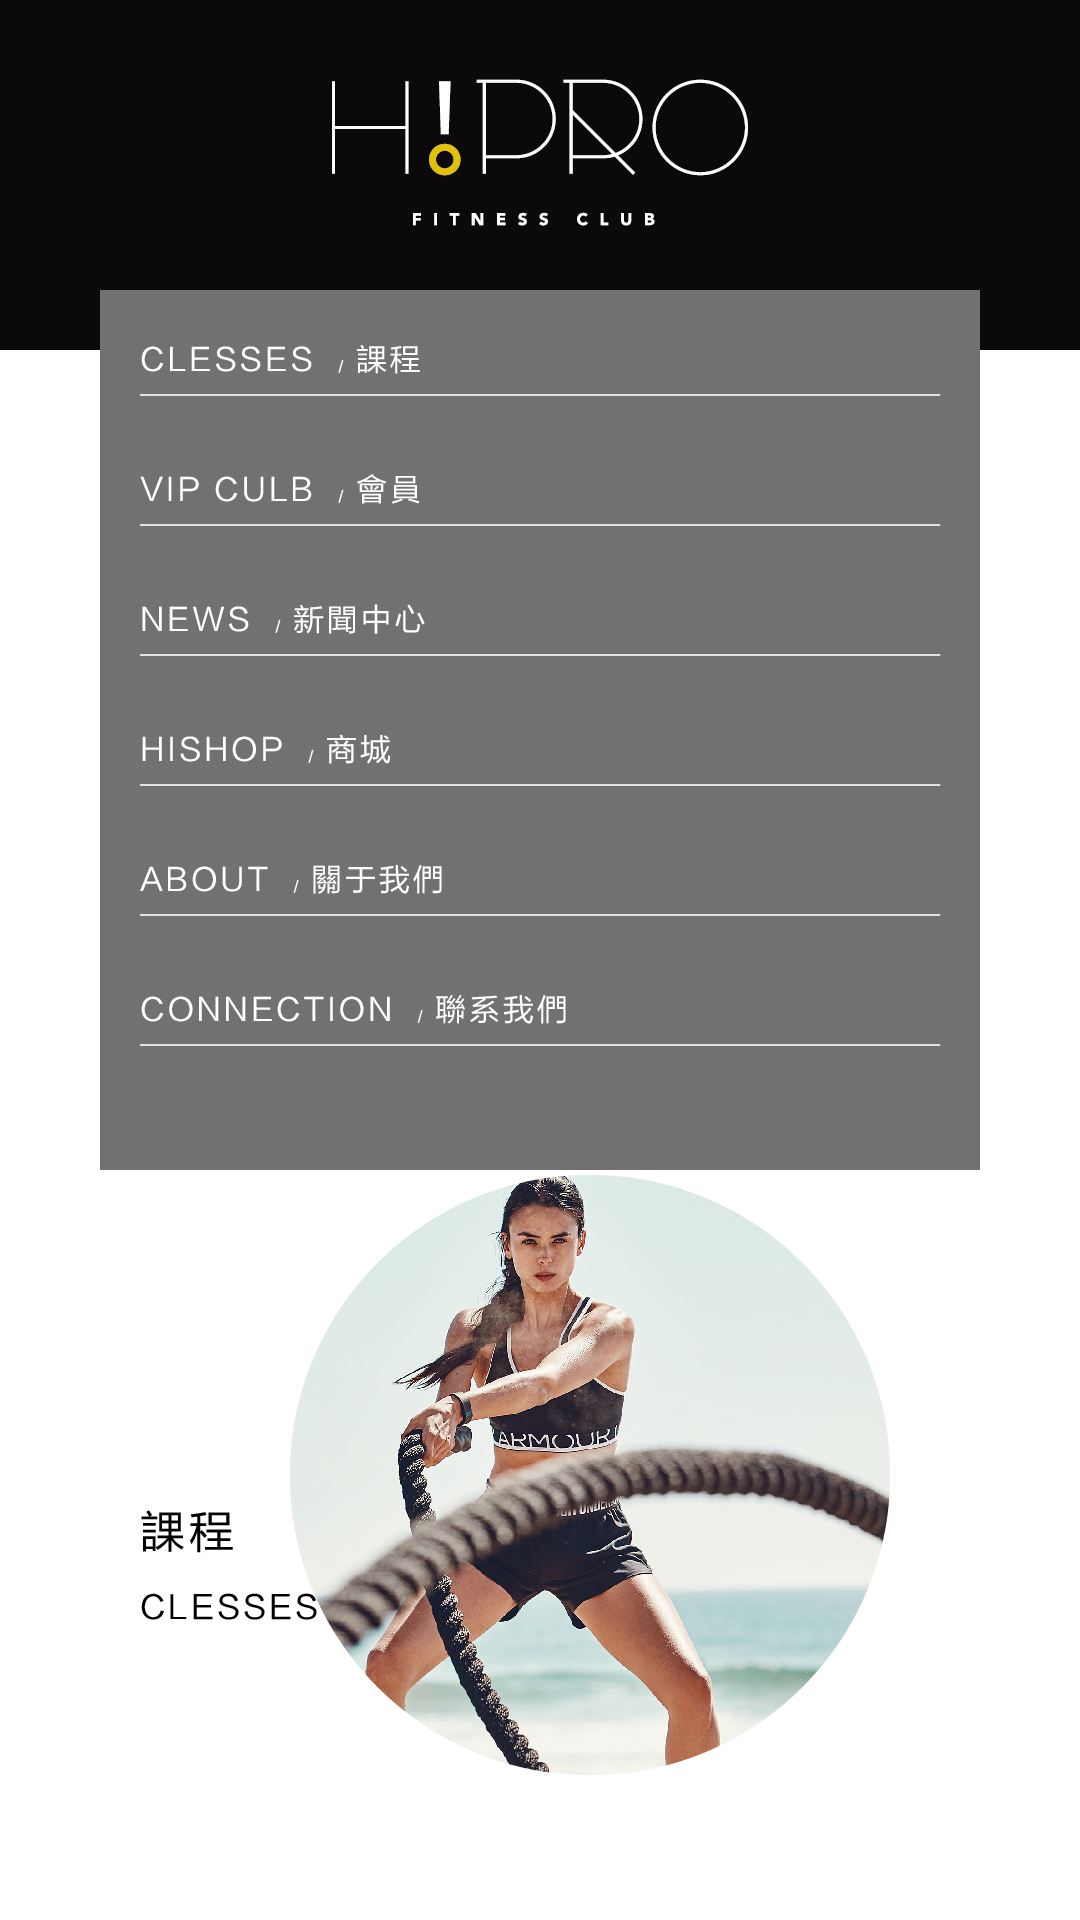 H!PRO
FITNESS CLUB
CLESSES / 課程
VIP CULB / 會員
NEWS / 新聞中心
HISHOP / 商城
ABOUT / 關于我們
CONNECTION / 聯系我們
ARMOUR
課程
CLESSES